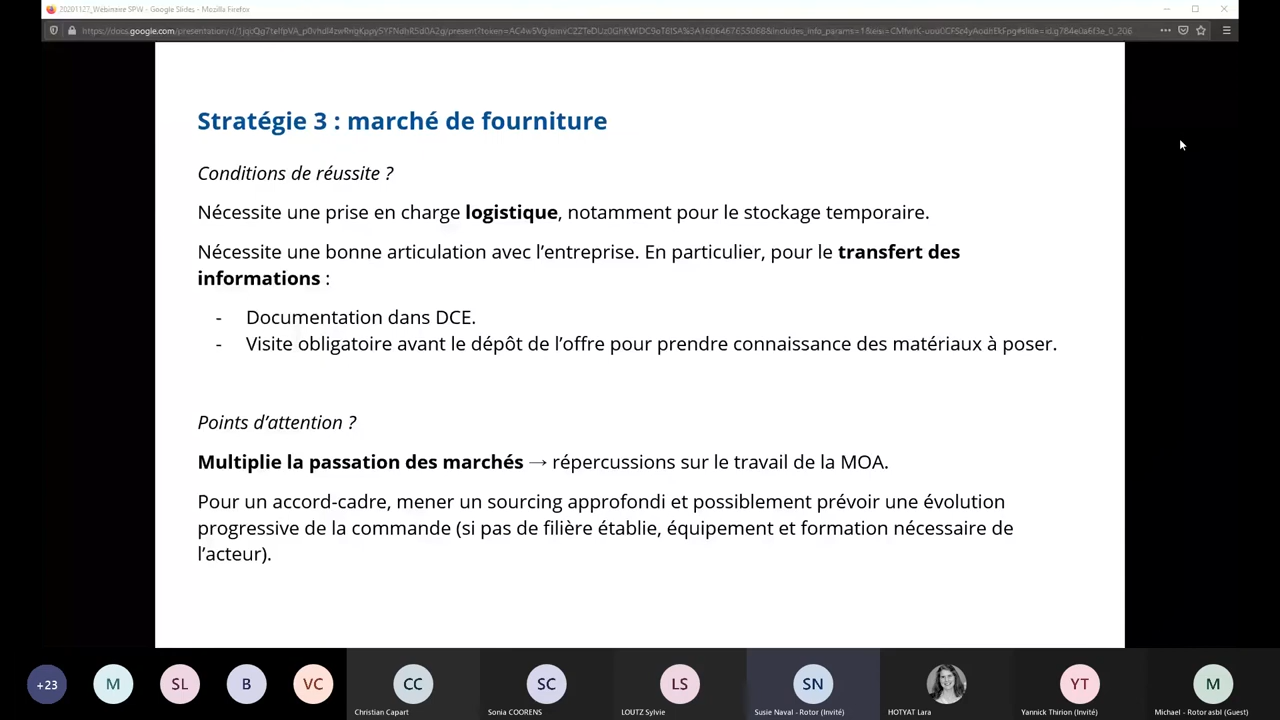 20201127_Webinaire SPW - Google Slides - Mozilla Firefox
Stratégie 3 : marché de fourniture
Conditions de réussite ?
Nécessite une prise en charge logistique, notamment pour le stockage temporaire.
Nécessite une bonne articulation avec l’entreprise. En particulier, pour le transfert des
informations :
- Documentation dans DCE.
- Visite obligatoire avant le dépôt de l’offre pour prendre connaissance des matériaux à poser.
Points d’attention ?
Multiplie la passation des marchés → répercussions sur le travail de la MOA.
Pour un accord-cadre, mener un sourcing approfondi et possiblement prévoir une évolution
progressive de la commande (si pas de filière établie, équipement et formation nécessaire de
l’acteur).
+23 M SL B VC CC SC LS SN YT M
Christian Capart Sonia COORENS LOUTZ Sylvie Susie Naval - Rotor (Invité) HOTYAT Lara Yannick Thirion (Invité) Michael - Rotor asbl (Guest)